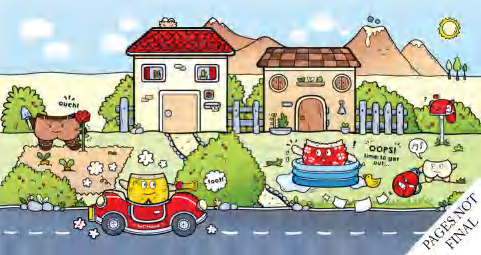 OUCH!
TOOT!
OOPS!
time to get
out...
PAGES NOT
FINAL